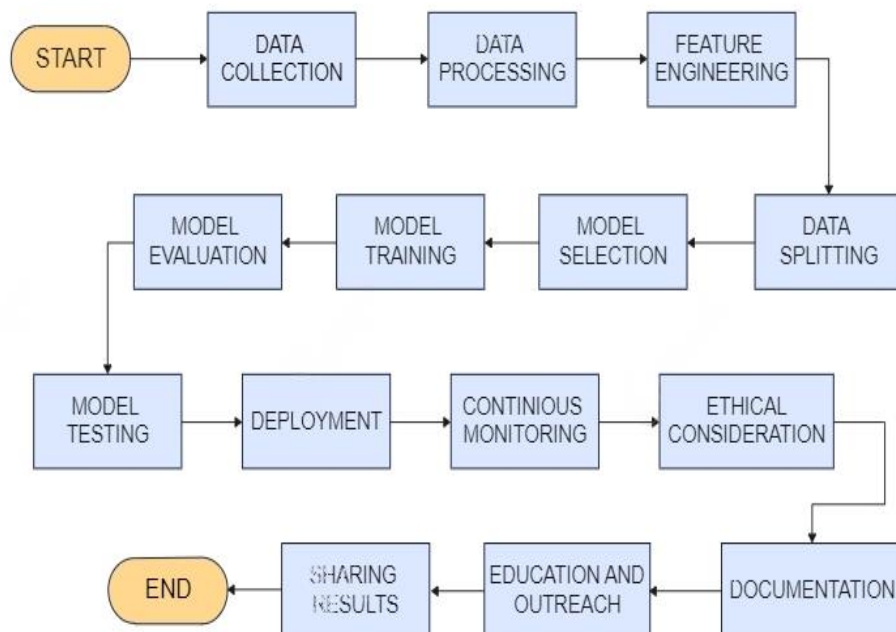 START
DATA
COLLECTION
DATA
PROCESSING
FEATURE
ENGINEERING
DATA
SPLITTING
MODEL
SELECTION
MODEL
TRAINING
MODEL
EVALUATION
MODEL
TESTING
DEPLOYMENT
CONTINIOUS
MONITORING
ETHICAL
CONSIDERATION
DOCUMENTATION
EDUCATION AND
OUTREACH
SHARING
RESULTS
END